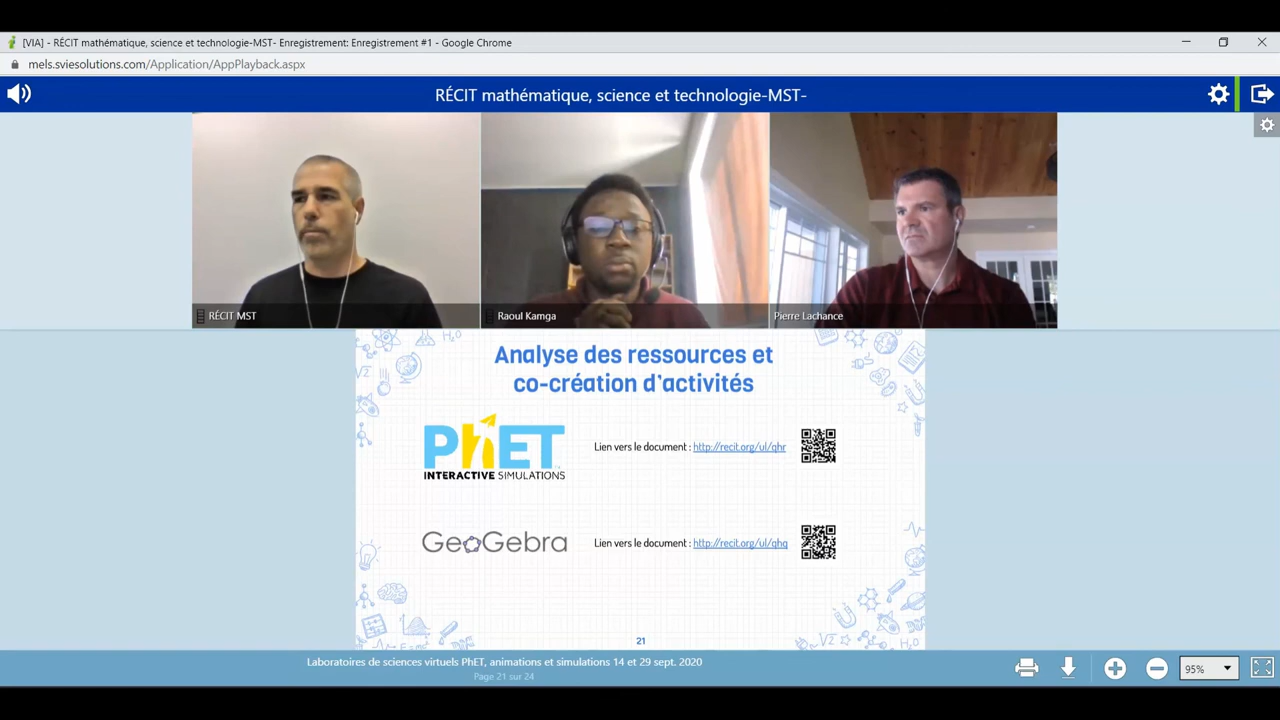 [VIA] - RÉCIT mathématique, science et technologie-MST- Enregistrement: Enregistrement #1 - Google Chrome
mels.sviesolutions.com/Application/AppPlayback.aspx
RÉCIT mathématique, science et technologie-MST-
RÉCIT MST
Raoul Kamga
Pierre Lachance
Analyse des ressources et
co-création d'activités
PhET
INTERACTIVE SIMULATIONS
Lien vers le document : http://recit.org/ul/qhr
GeoGebra
Lien vers le document : http://recit.org/ul/qhq
21
Laboratoires de sciences virtuels PhET, animations et simulations 14 et 29 sept. 2020
Page 21 sur 24
95%